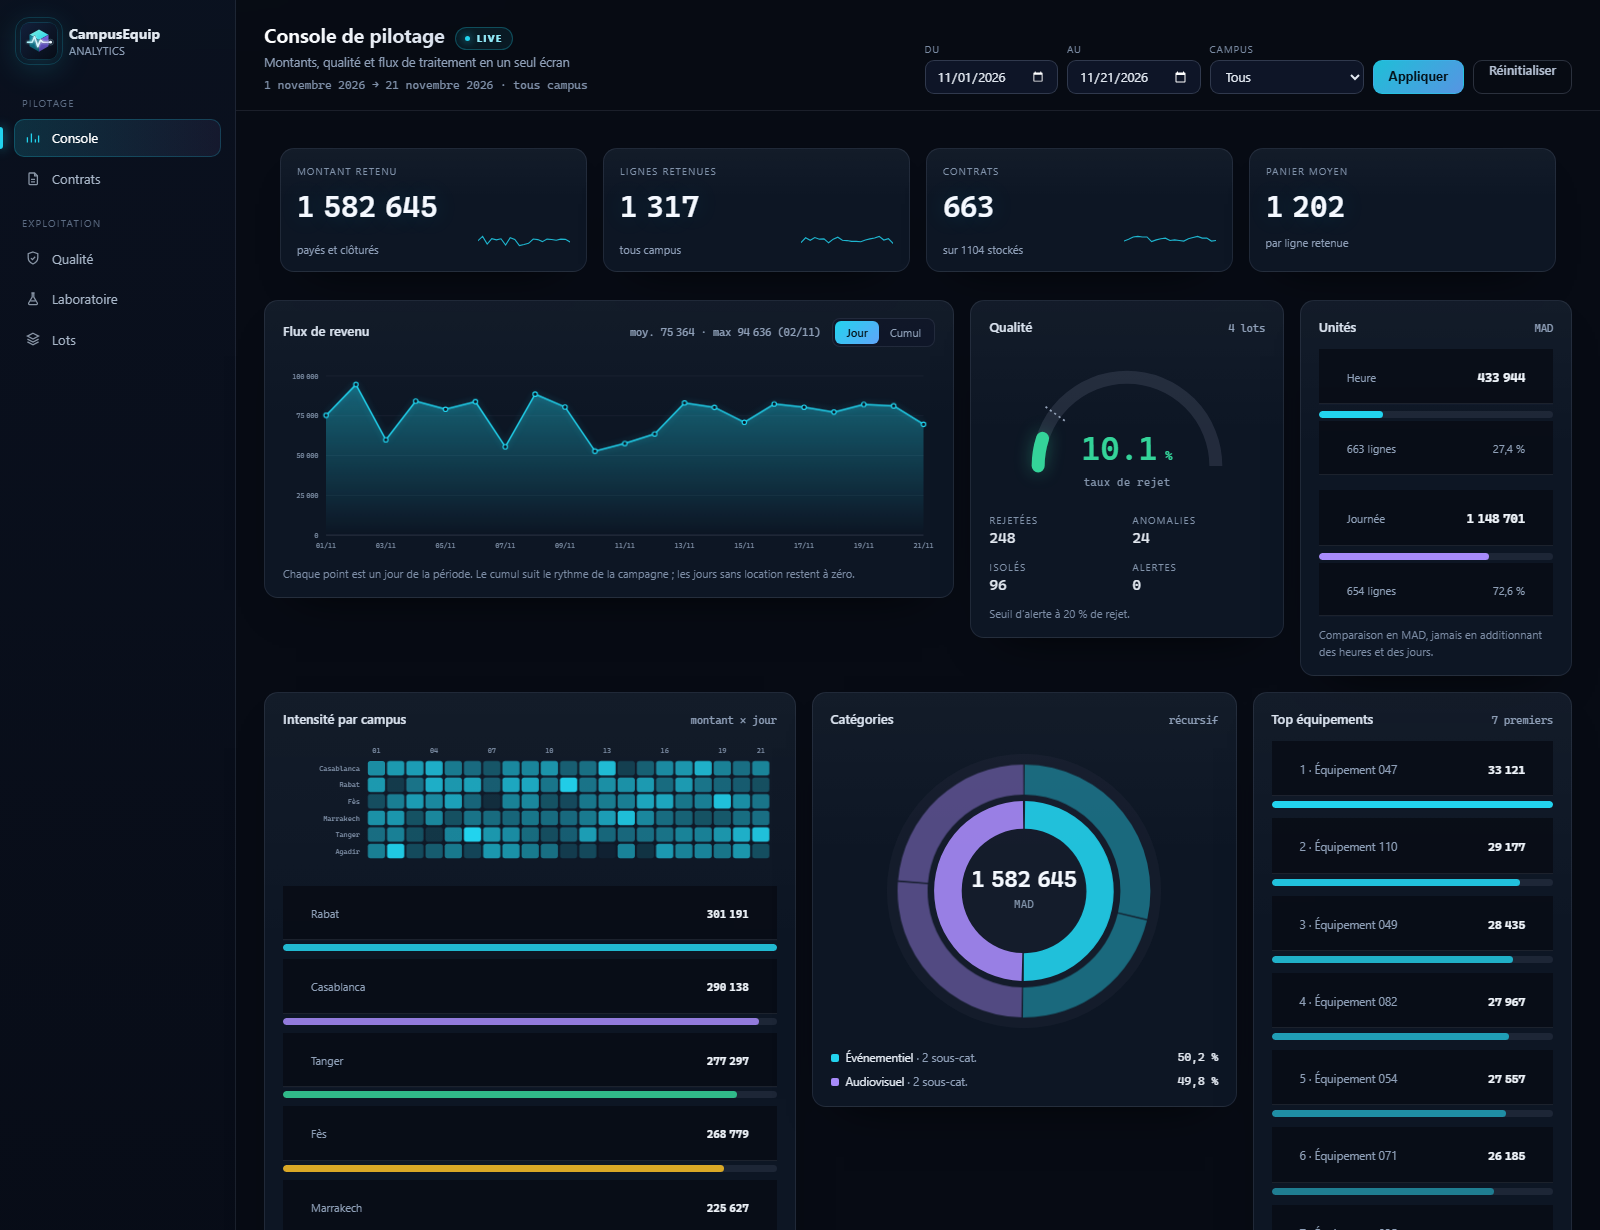 CampusEquip
ANALYTICS
PILOTAGE
Console
Contrats
EXPLOITATION
Qualité
Laboratoire
Lots
Console de pilotage
LIVE
Montants, qualité et flux de traitement en un seul écran
1 novembre 2026 → 21 novembre 2026 · tous campus
DU
11/01/2026
AU
11/21/2026
CAMPUS
Tous
Appliquer
Réinitialiser
MONTANT RETENU
1 582 645
payés et clôturés
LIGNES RETENUES
1 317
tous campus
CONTRATS
663
sur 1104 stockés
PANIER MOYEN
1 202
par ligne retenue
Flux de revenu
moy. 75 364 · max 94 636 (02/11)
Jour
Cumul
100 000
75 000
50 000
25 000
0
01/11 03/11 05/11 07/11 09/11 11/11 13/11 15/11 17/11 19/11 21/11
Chaque point est un jour de la période. Le cumul suit le rythme de la campagne ; les jours sans location restent à zéro.
Qualité
4 lots
10.1 %
taux de rejet
REJETÉES
248
ANOMALIES
24
ISOLÉS
96
ALERTES
0
Seuil d'alerte à 20 % de rejet.
Unités
MAD
Heure
433 944
663 lignes
27,4 %
Journée
1 148 701
654 lignes
72,6 %
Comparaison en MAD, jamais en additionnant
des heures et des jours.
Intensité par campus
montant × jour
01 04 07 10 13 16 19 21
Casablanca
Rabat
Fès
Marrakech
Tanger
Agadir
Rabat
301 191
Casablanca
290 138
Tanger
277 297
Fès
268 779
Marrakech
225 627
Catégories
récursif
1 582 645
MAD
Événementiel · 2 sous-cat.
50,2 %
Audiovisuel · 2 sous-cat.
49,8 %
Top équipements
7 premiers
1 · Équipement 047
33 121
2 · Équipement 110
29 177
3 · Équipement 049
28 435
4 · Équipement 082
27 967
5 · Équipement 054
27 557
6 · Équipement 071
26 185